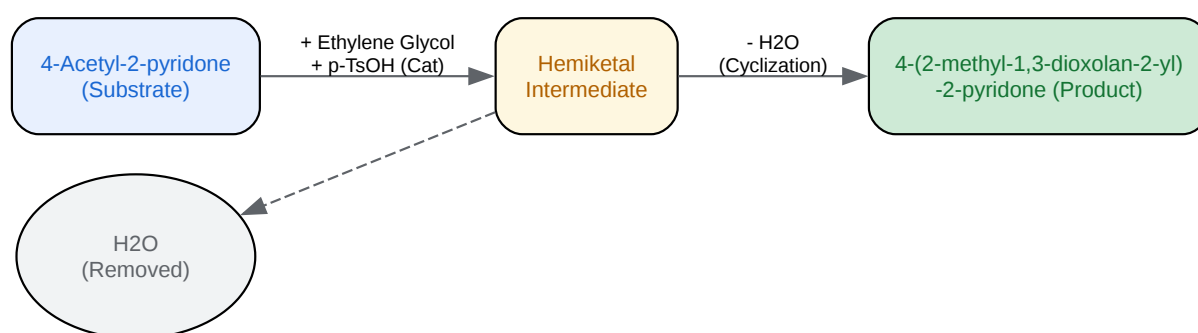 4-Acetyl-2-pyridone
(Substrate)
+ Ethylene Glycol
+ p-TsOH (Cat)
Hemiketal
Intermediate
- H2O
(Cyclization)
4-(2-methyl-1,3-dioxolan-2-yl)
-2-pyridone (Product)
H2O
(Removed)